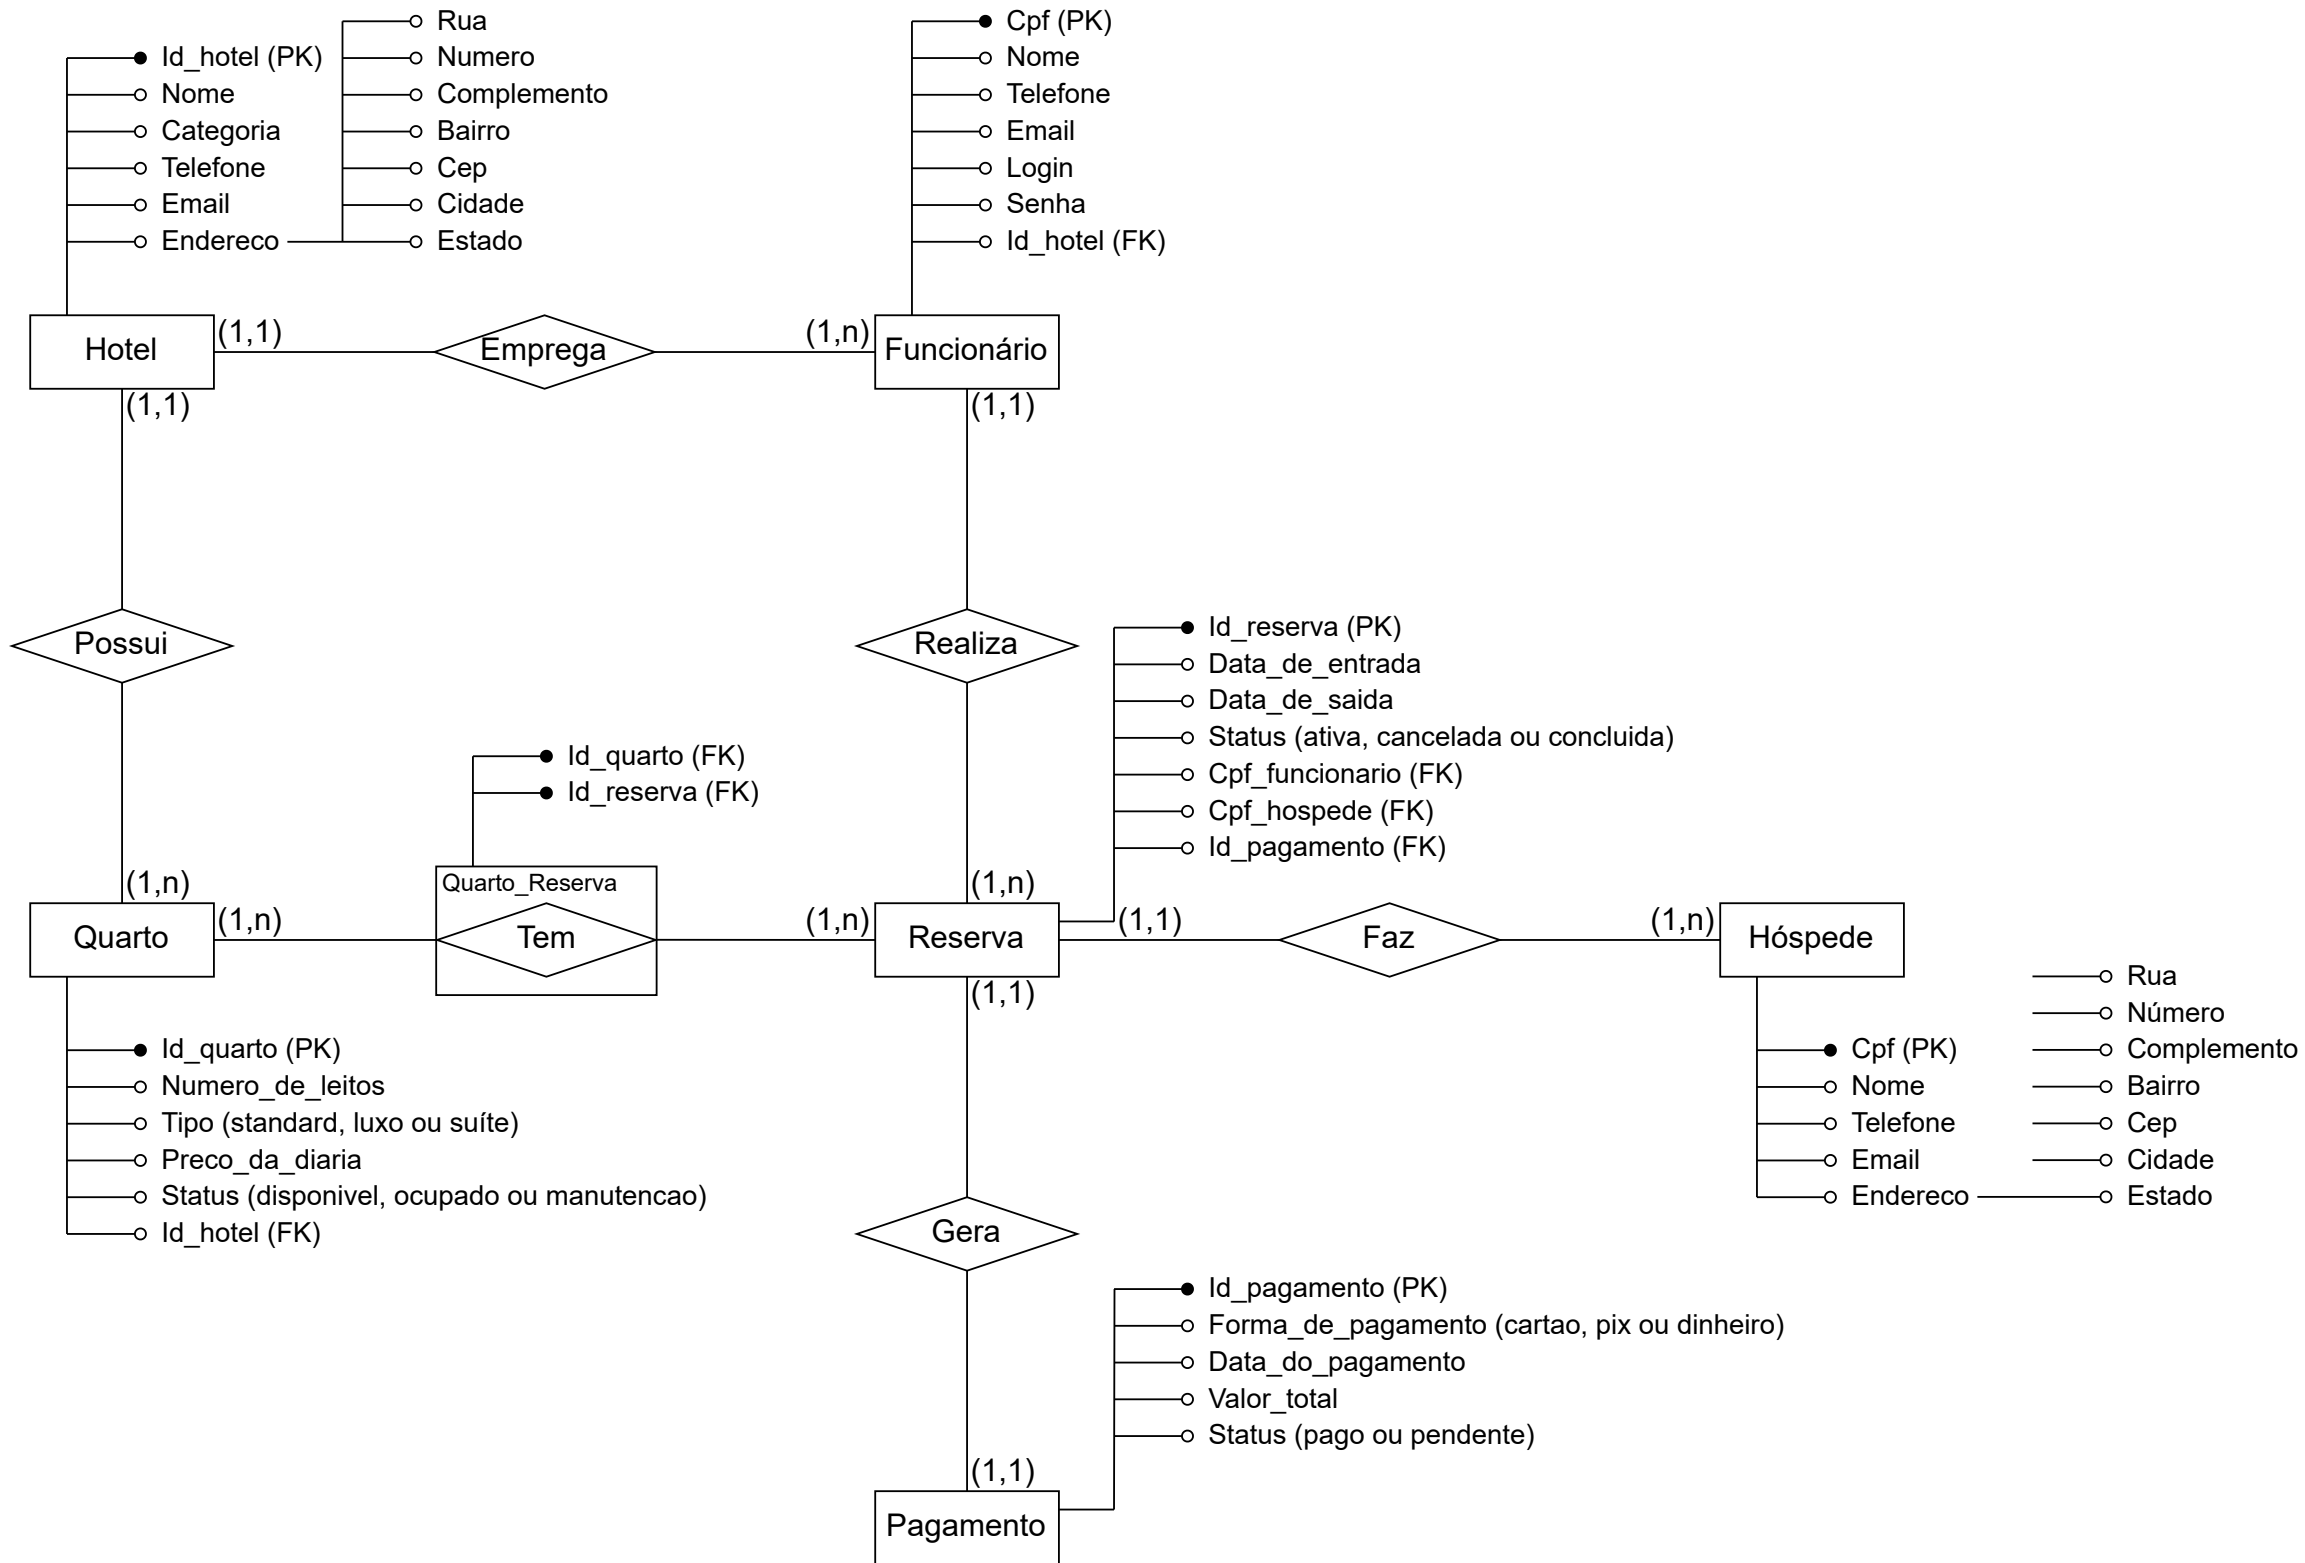 Id_hotel (PK)
Nome
Categoria
Telefone
Email
Endereco
Rua
Numero
Complemento
Bairro
Cep
Cidade
Estado
Cpf (PK)
Nome
Telefone
Email
Login
Senha
Id_hotel (FK)
Hotel
(1,1)
Emprega
(1,n)
Funcionário
(1,1)
(1,1)
Possui
Realiza
Id_reserva (PK)
Data_de_entrada
Data_de_saida
Status (ativa, cancelada ou concluida)
Cpf_funcionario (FK)
Cpf_hospede (FK)
Id_pagamento (FK)
Id_quarto (FK)
Id_reserva (FK)
Quarto_Reserva
(1,n)
(1,n)
Quarto
(1,n)
Tem
(1,n)
Reserva
(1,1)
Faz
(1,n)
Hóspede
(1,1)
Id_quarto (PK)
Numero_de_leitos
Tipo (standard, luxo ou suíte)
Preco_da_diaria
Status (disponivel, ocupado ou manutencao)
Id_hotel (FK)
Cpf (PK)
Nome
Telefone
Email
Endereco
Rua
Número
Complemento
Bairro
Cep
Cidade
Estado
Gera
Id_pagamento (PK)
Forma_de_pagamento (cartao, pix ou dinheiro)
Data_do_pagamento
Valor_total
Status (pago ou pendente)
(1,1)
Pagamento